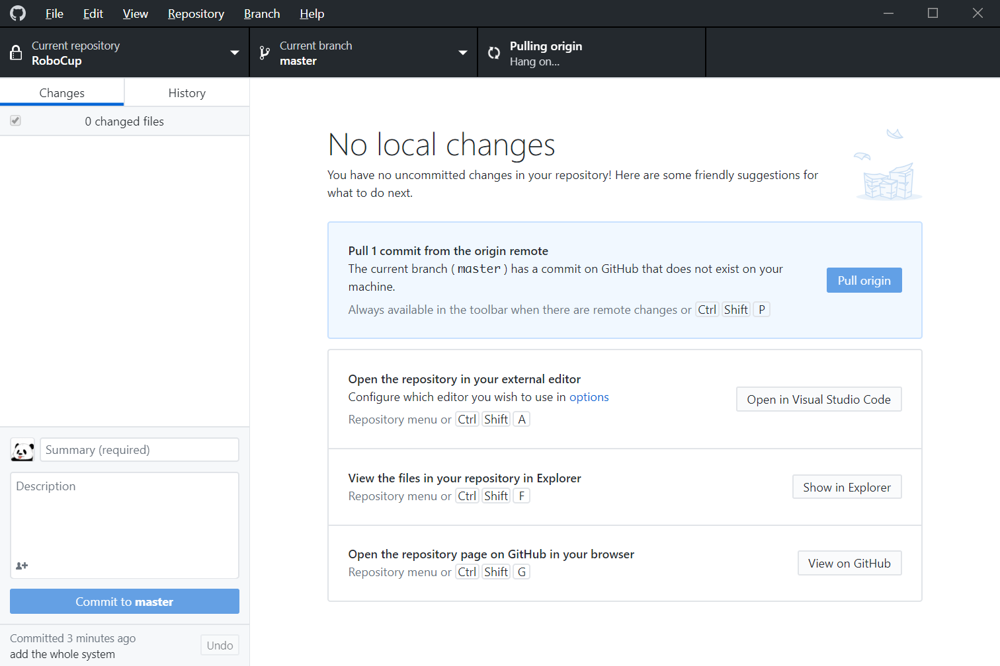 File Edit View Repository Branch Help
Current repository
RoboCup
Current branch
master
Pulling origin
Hang on...
Changes
History
0 changed files
No local changes
You have no uncommitted changes in your repository! Here are some friendly suggestions for
what to do next.
Pull 1 commit from the origin remote
The current branch (master) has a commit on GitHub that does not exist on your
machine.
Always available in the toolbar when there are remote changes or Ctrl Shift P
Pull origin
Open the repository in your external editor
Configure which editor you wish to use in options
Repository menu or Ctrl Shift A
Open in Visual Studio Code
View the files in your repository in Explorer
Repository menu or Ctrl Shift F
Show in Explorer
Open the repository page on GitHub in your browser
Repository menu or Ctrl Shift G
View on GitHub
Summary (required)
Description
Commit to master
Committed 3 minutes ago
add the whole system
Undo